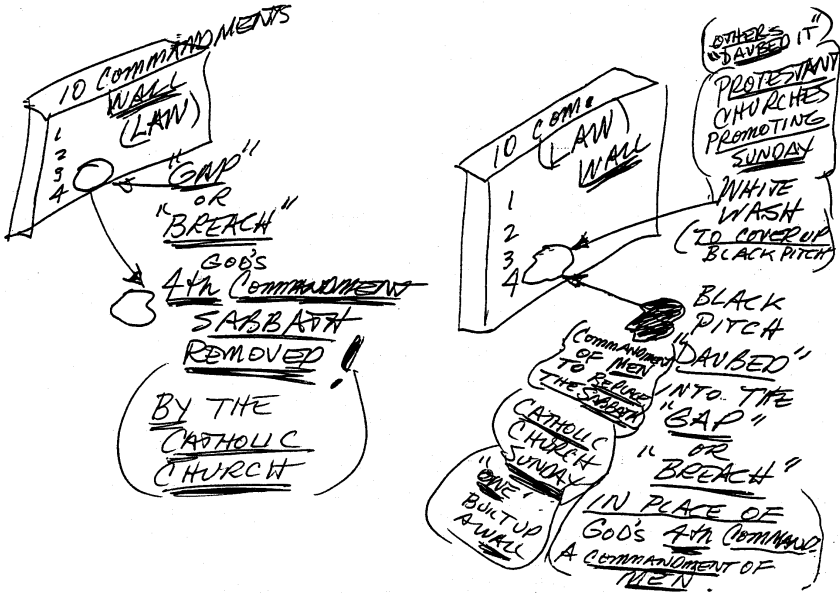 10 COMMANDMENTS
WALL
(LAW)
1
2
3
4
"GAP"
OR
"BREACH"
GOD'S
4th COMMANDMENT
SABBATH
REMOVED!
(BY THE
CATHOLIC
CHURCH)
10 COM.
(LAW)
WALL
1
2
3
4
(OTHERS
"DAUBED IT")
(PROTESTANT
CHURCHES
PROMOTING
SUNDAY)
WHITE
WASH
(TO COVER UP
BLACK PITCH)
BLACK
PITCH
"DAUBED"
INTO THE
"GAP"
"OR
BREACH"
(IN PLACE OF
GOD'S 4th COMMAND
A COMMANDMENT OF
MEN.)
(COMMANDMENT
OF MEN
TO REPLACE
THE SABBATH)
(CATHOLIC
CHURCH
SUNDAY)
("ONE"
BUILT UP
A WALL)